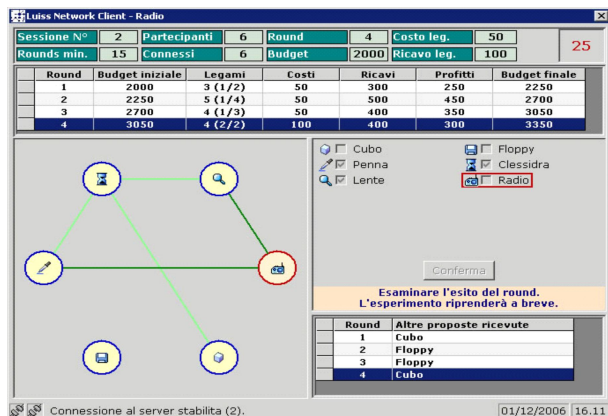 Luiss Network Client - Radio
Sessione N° 2 Partecipanti 6 Round 4 Costo leg. 50 25
Rounds min. 15 Connessi 6 Budget 2000 Ricavo leg. 100
Round Budget iniziale Legami Costi Ricavi Profitti Budget finale
1 2000 3 (1/2) 50 300 250 2250
2 2250 5 (1/4) 50 500 450 2700
3 2700 4 (1/3) 50 400 350 3050
4 3050 4 (2/2) 100 400 300 3350
Cubo Floppy
Penna Clessidra
Lente Radio
Conferma
Esaminare l'esito del round.
L'esperimento riprenderà a breve.
Round Altre proposte ricevute
1 Cubo
2 Floppy
3 Floppy
4 Cubo
Connessione al server stabilita (2). 01/12/2006 16.11